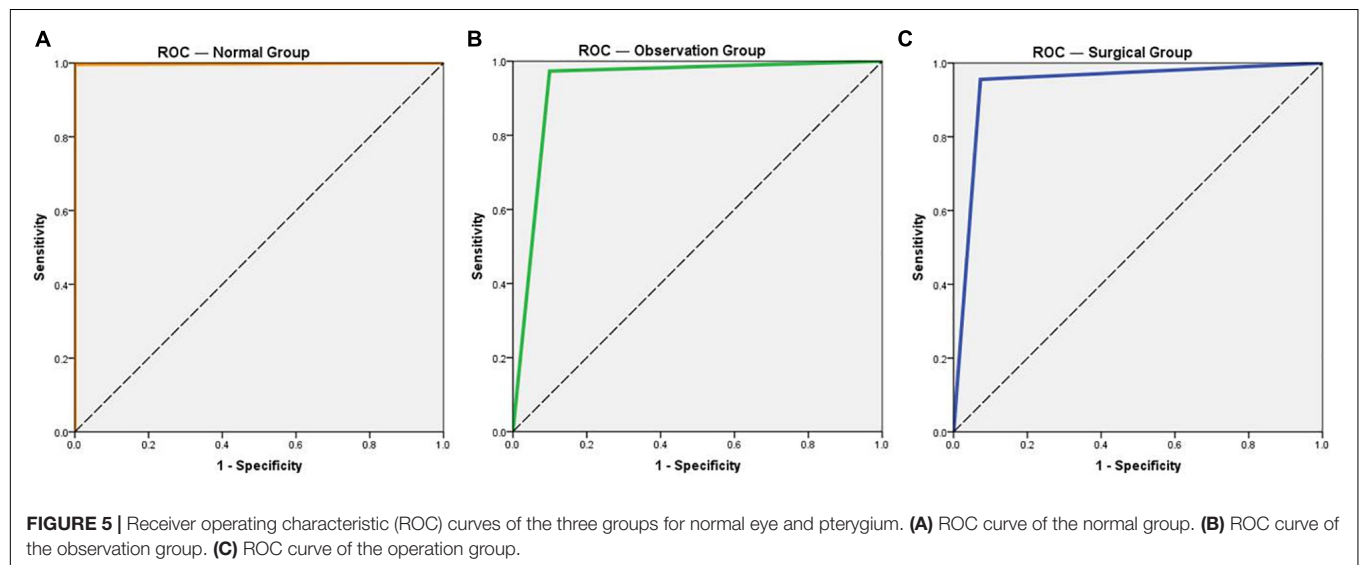 A
ROC — Normal Group
1.0
0.8
0.6
0.4
0.2
0.0
Sensitivity
0.0 0.2 0.4 0.6 0.8 1.0
1 - Specificity
B
ROC — Observation Group
1.0
0.8
0.6
0.4
0.2
0.0
Sensitivity
0.0 0.2 0.4 0.6 0.8 1.0
1 - Specificity
C
ROC — Surgical Group
1.0
0.8
0.6
0.4
0.2
0.0
Sensitivity
0.0 0.2 0.4 0.6 0.8 1.0
1 - Specificity
FIGURE 5 | Receiver operating characteristic (ROC) curves of the three groups for normal eye and pterygium. (A) ROC curve of the normal group. (B) ROC curve of
the observation group. (C) ROC curve of the operation group.